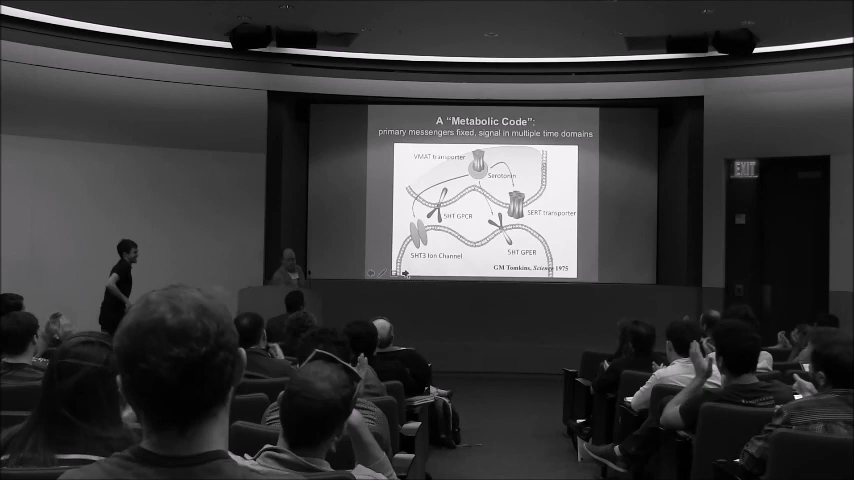 A "Metabolic Code":
primary messengers fixed, signal in multiple time domains
VMAT transporter
Serotonin
SERT transporter
5HT GPCR
5HT3 Ion Channel
5HT GPER
GM Tomkins, Science 1975
EXIT